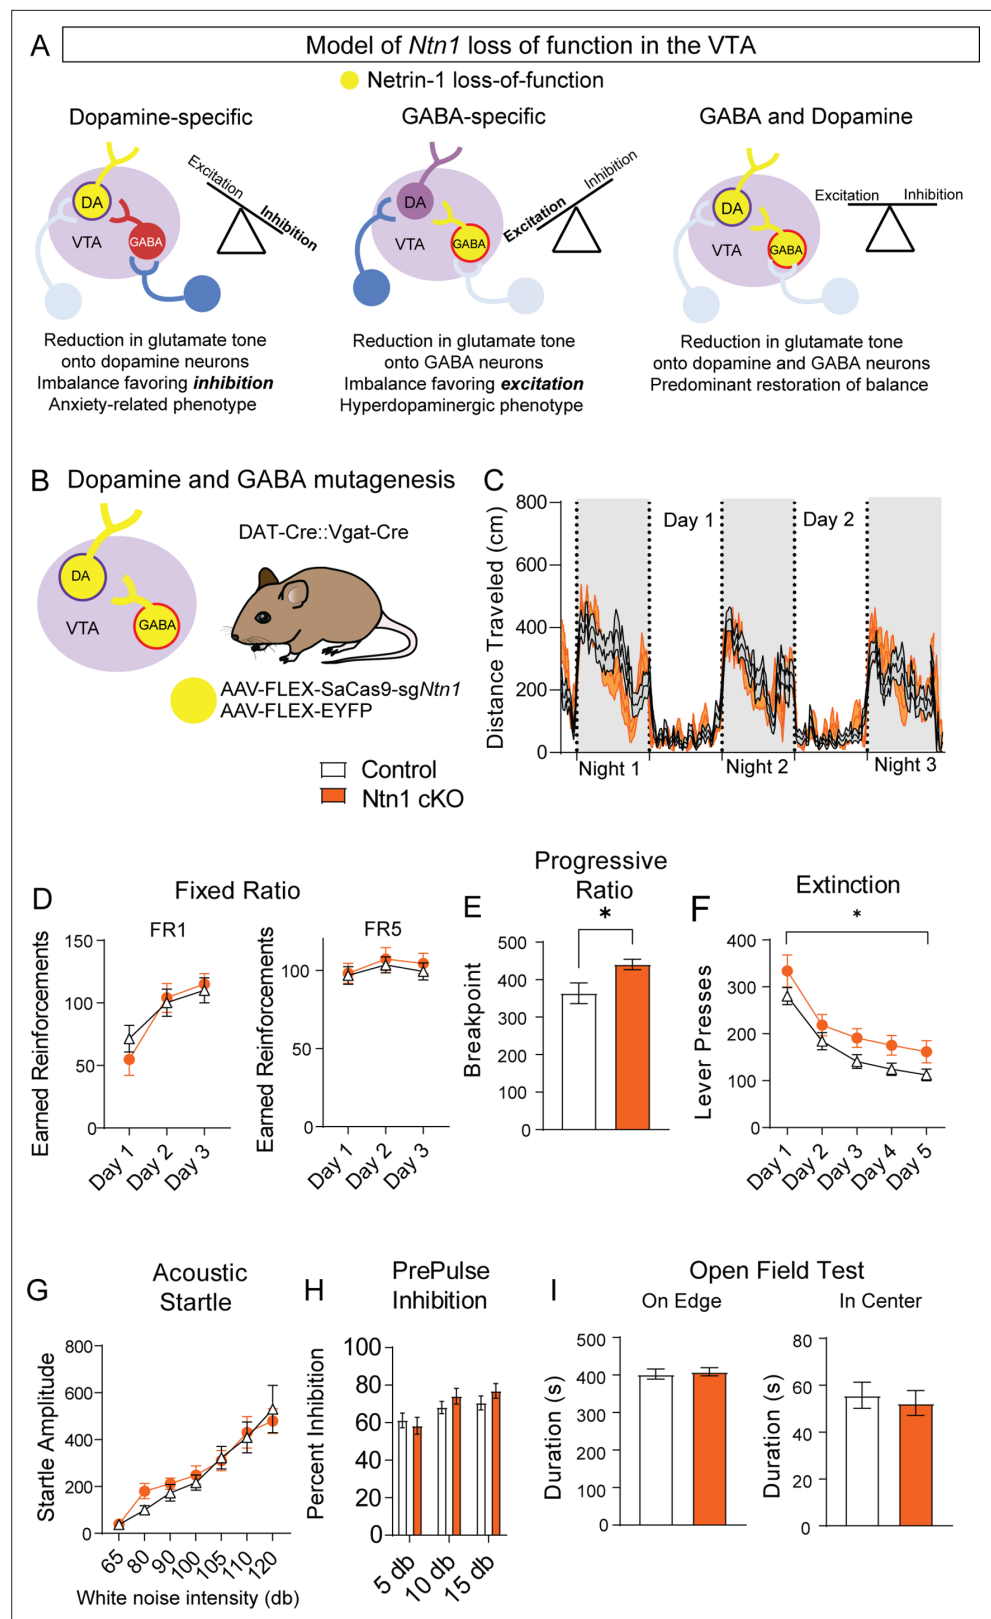 A
Model of Ntn1 loss of function in the VTA
Netrin-1 loss-of-function
Dopamine-specific
DA
VTA
GABA
Excitation
Inhibition
Reduction in glutamate tone
onto dopamine neurons
Imbalance favoring inhibition
Anxiety-related phenotype
GABA-specific
DA
VTA
GABA
Excitation
Inhibition
Reduction in glutamate tone
onto GABA neurons
Imbalance favoring excitation
Hyperdopaminergic phenotype
GABA and Dopamine
DA
VTA
GABA
Excitation
Inhibition
Reduction in glutamate tone
onto dopamine and GABA neurons
Predominant restoration of balance
B
Dopamine and GABA mutagenesis
DA
VTA
GABA
DAT-Cre::Vgat-Cre
AAV-FLEX-SaCas9-sgNtn1
AAV-FLEX-EYFP
Control
Ntn1 cKO
C
Distance Traveled (cm)
800
600
400
200
0
Day 1
Day 2
Night 1
Night 2
Night 3
D
Fixed Ratio
FR1
Earned Reinforcements
150
100
50
0
Day 1
Day 2
Day 3
FR5
Earned Reinforcements
100
50
0
Day 1
Day 2
Day 3
E
Progressive
Ratio
*
Breakpoint
500
400
300
200
100
0
F
Extinction
*
Lever Presses
400
300
200
100
0
Day 1
Day 2
Day 3
Day 4
Day 5
G
Acoustic
Startle
Startle Amplitude
800
600
400
200
0
65
80
90
100
105
110
120
White noise intensity (db)
H
PrePulse
Inhibition
Percent Inhibition
100
80
60
40
20
0
5 db
10 db
15 db
I
Open Field Test
On Edge
Duration (s)
500
400
300
200
100
0
In Center
Duration (s)
80
60
40
20
0